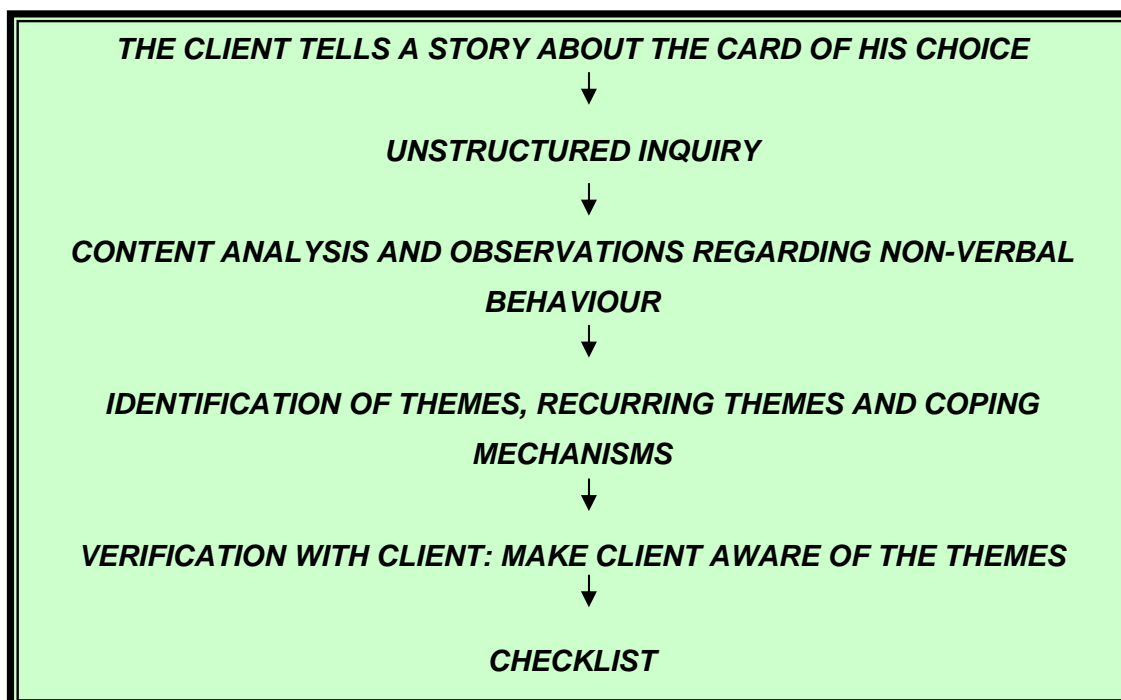 THE CLIENT TELLS A STORY ABOUT THE CARD OF HIS CHOICE
UNSTRUCTURED INQUIRY
CONTENT ANALYSIS AND OBSERVATIONS REGARDING NON-VERBAL
BEHAVIOUR
IDENTIFICATION OF THEMES, RECURRING THEMES AND COPING
MECHANISMS
VERIFICATION WITH CLIENT: MAKE CLIENT AWARE OF THE THEMES
CHECKLIST